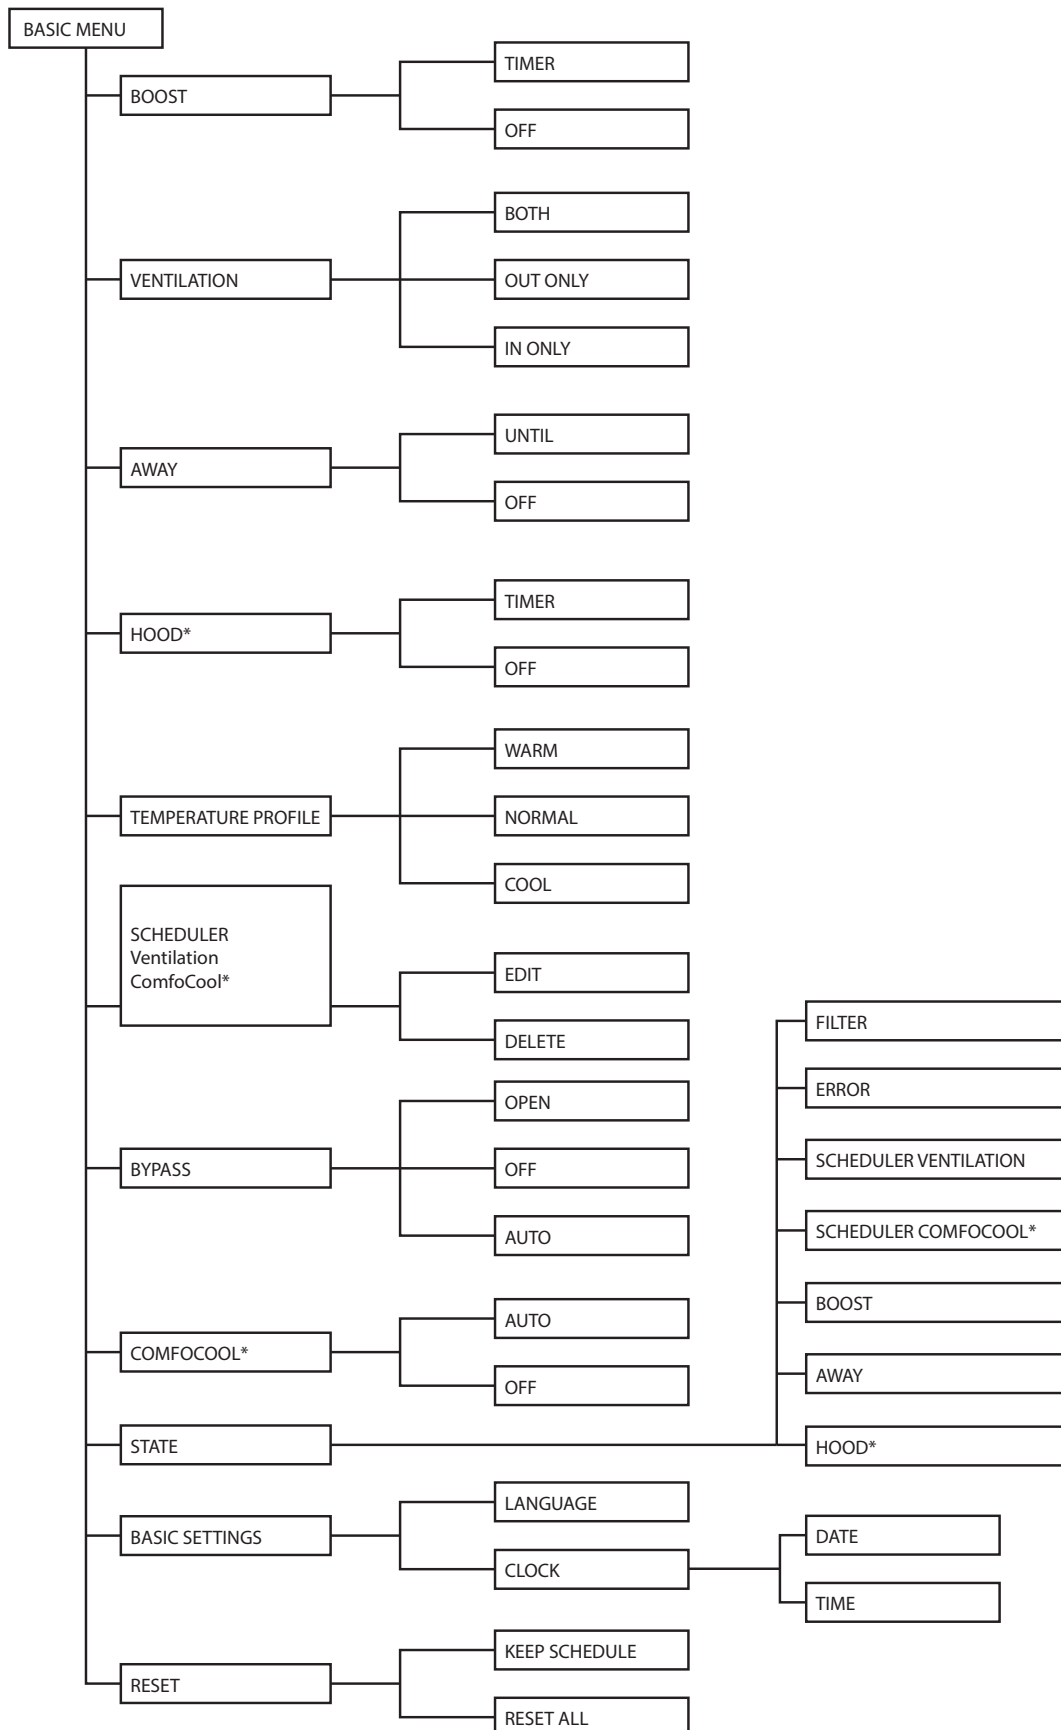 BASIC MENU
BOOST
TIMER
OFF
VENTILATION
BOTH
OUT ONLY
IN ONLY
AWAY
UNTIL
OFF
HOOD*
TIMER
OFF
TEMPERATURE PROFILE
WARM
NORMAL
COOL
SCHEDULER
Ventilation
ComfoCool*
EDIT
DELETE
BYPASS
OPEN
OFF
AUTO
COMFOCOOL*
AUTO
OFF
STATE
FILTER
ERROR
SCHEDULER VENTILATION
SCHEDULER COMFOCOOL*
BOOST
AWAY
HOOD*
BASIC SETTINGS
LANGUAGE
CLOCK
DATE
TIME
RESET
KEEP SCHEDULE
RESET ALL